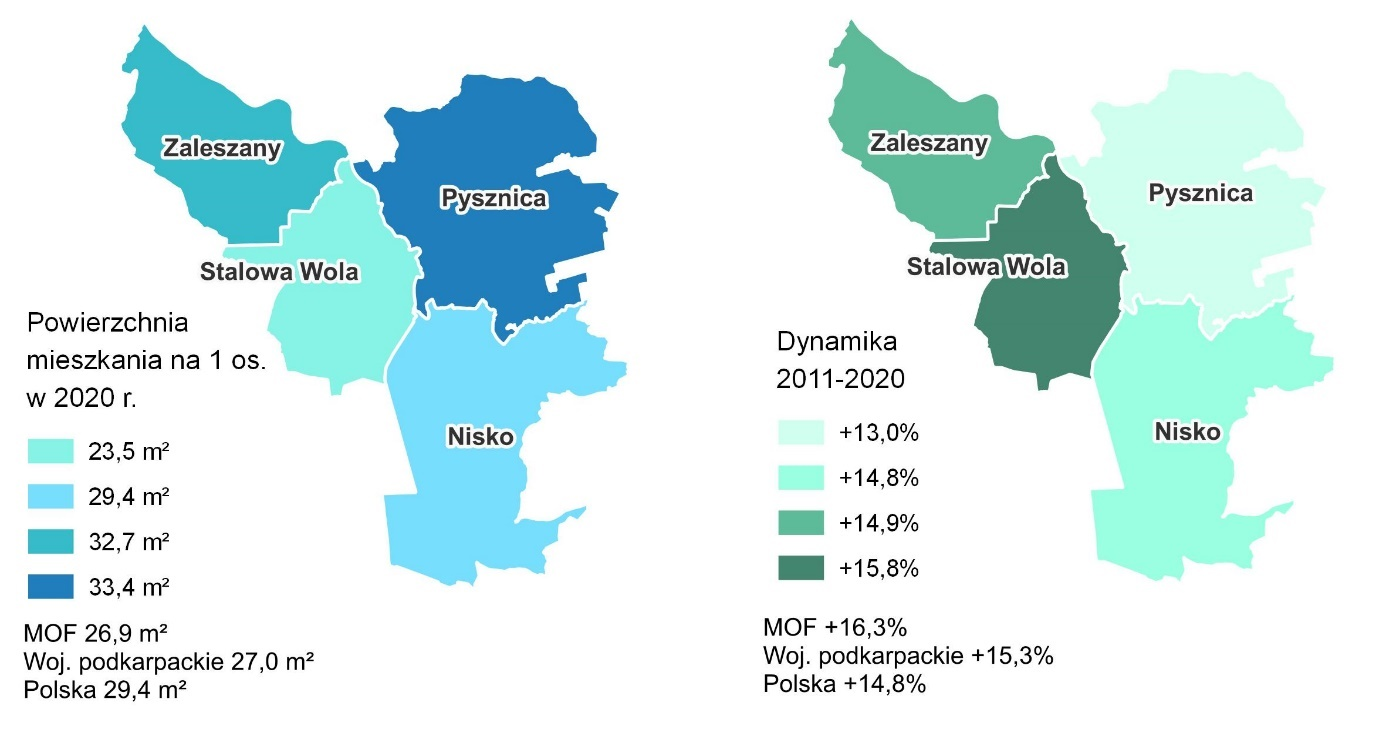 Zaleszany
Pysznica
Stalowa Wola
Nisko
Powierzchnia
mieszkania na 1 os.
w 2020 r.
23,5 m²
29,4 m²
32,7 m²
33,4 m²
MOF 26,9 m²
Woj. podkarpackie 27,0 m²
Polska 29,4 m²
Zaleszany
Pysznica
Stalowa Wola
Nisko
Dynamika
2011-2020
+13,0%
+14,8%
+14,9%
+15,8%
MOF +16,3%
Woj. podkarpackie +15,3%
Polska +14,8%